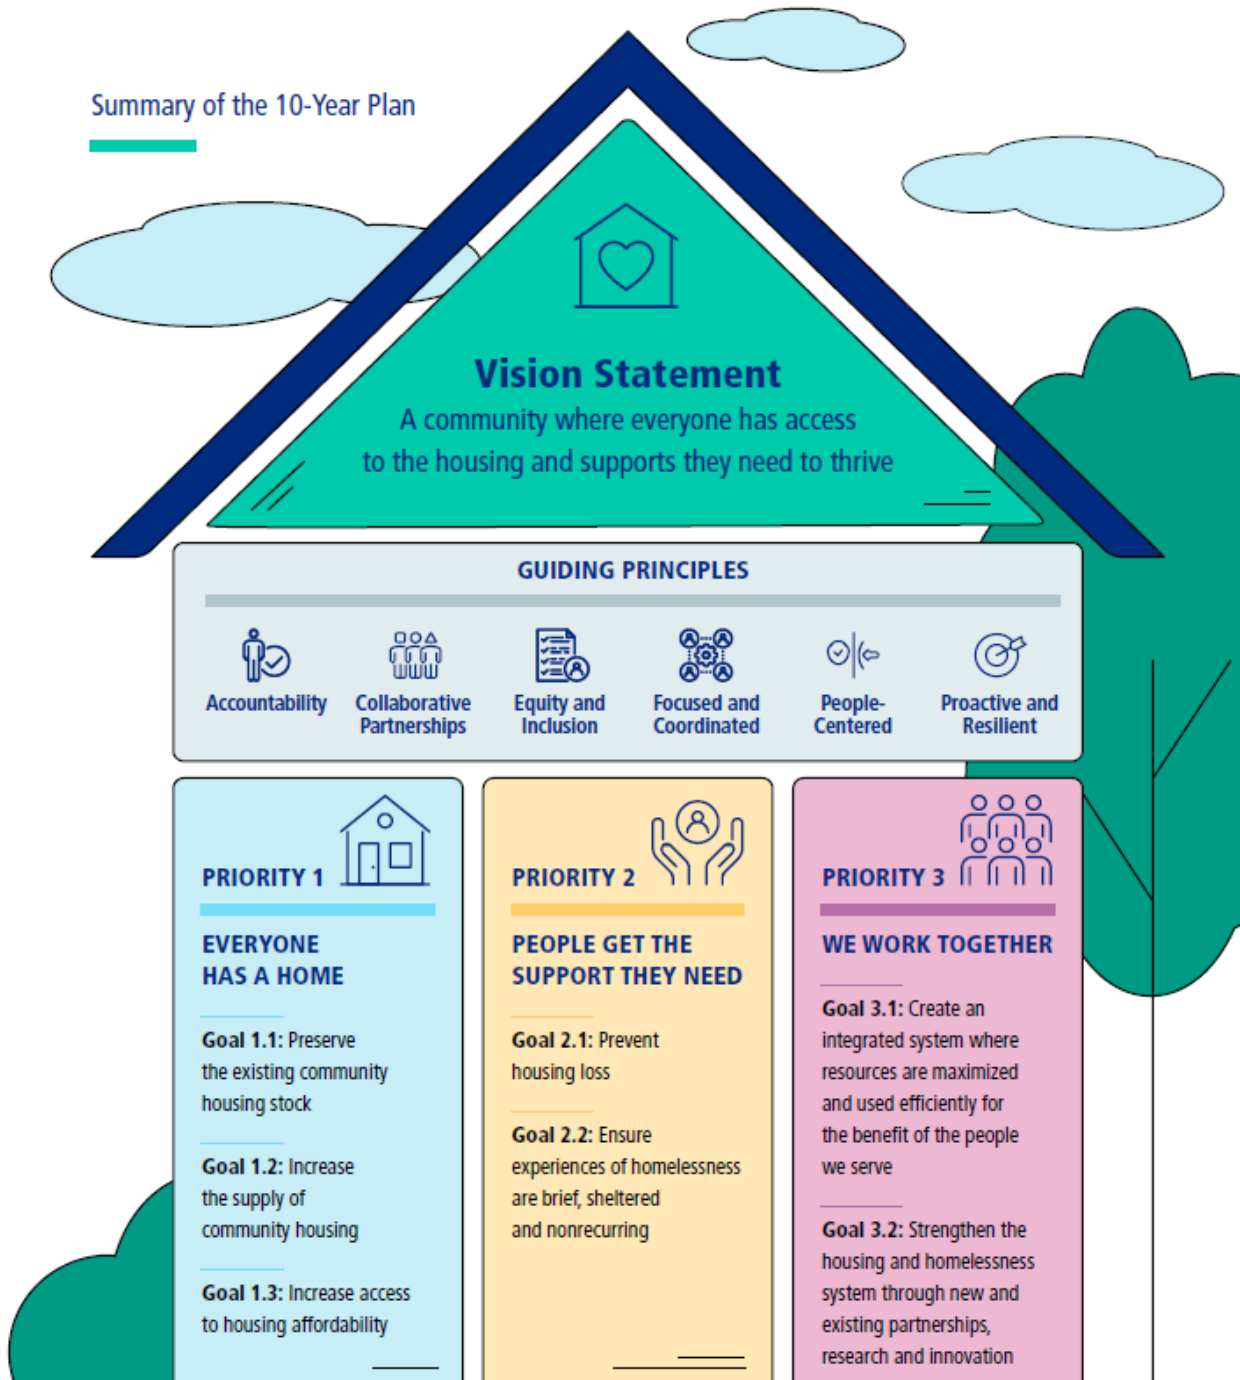 Summary of the 10-Year Plan
Vision Statement
A community where everyone has access
to the housing and supports they need to thrive
GUIDING PRINCIPLES
Accountability
Collaborative
Partnerships
Equity and
Inclusion
Focused and
Coordinated
People-
Centered
Proactive and
Resilient
PRIORITY 1
EVERYONE
HAS A HOME
Goal 1.1: Preserve
the existing community
housing stock
Goal 1.2: Increase
the supply of
community housing
Goal 1.3: Increase access
to housing affordability
PRIORITY 2
PEOPLE GET THE
SUPPORT THEY NEED
Goal 2.1: Prevent
housing loss
Goal 2.2: Ensure
experiences of homelessness
are brief, sheltered
and nonrecurring
PRIORITY 3
WE WORK TOGETHER
Goal 3.1: Create an
integrated system where
resources are maximized
and used efficiently for
the benefit of the people
we serve
Goal 3.2: Strengthen the
housing and homelessness
system through new and
existing partnerships,
research and innovation